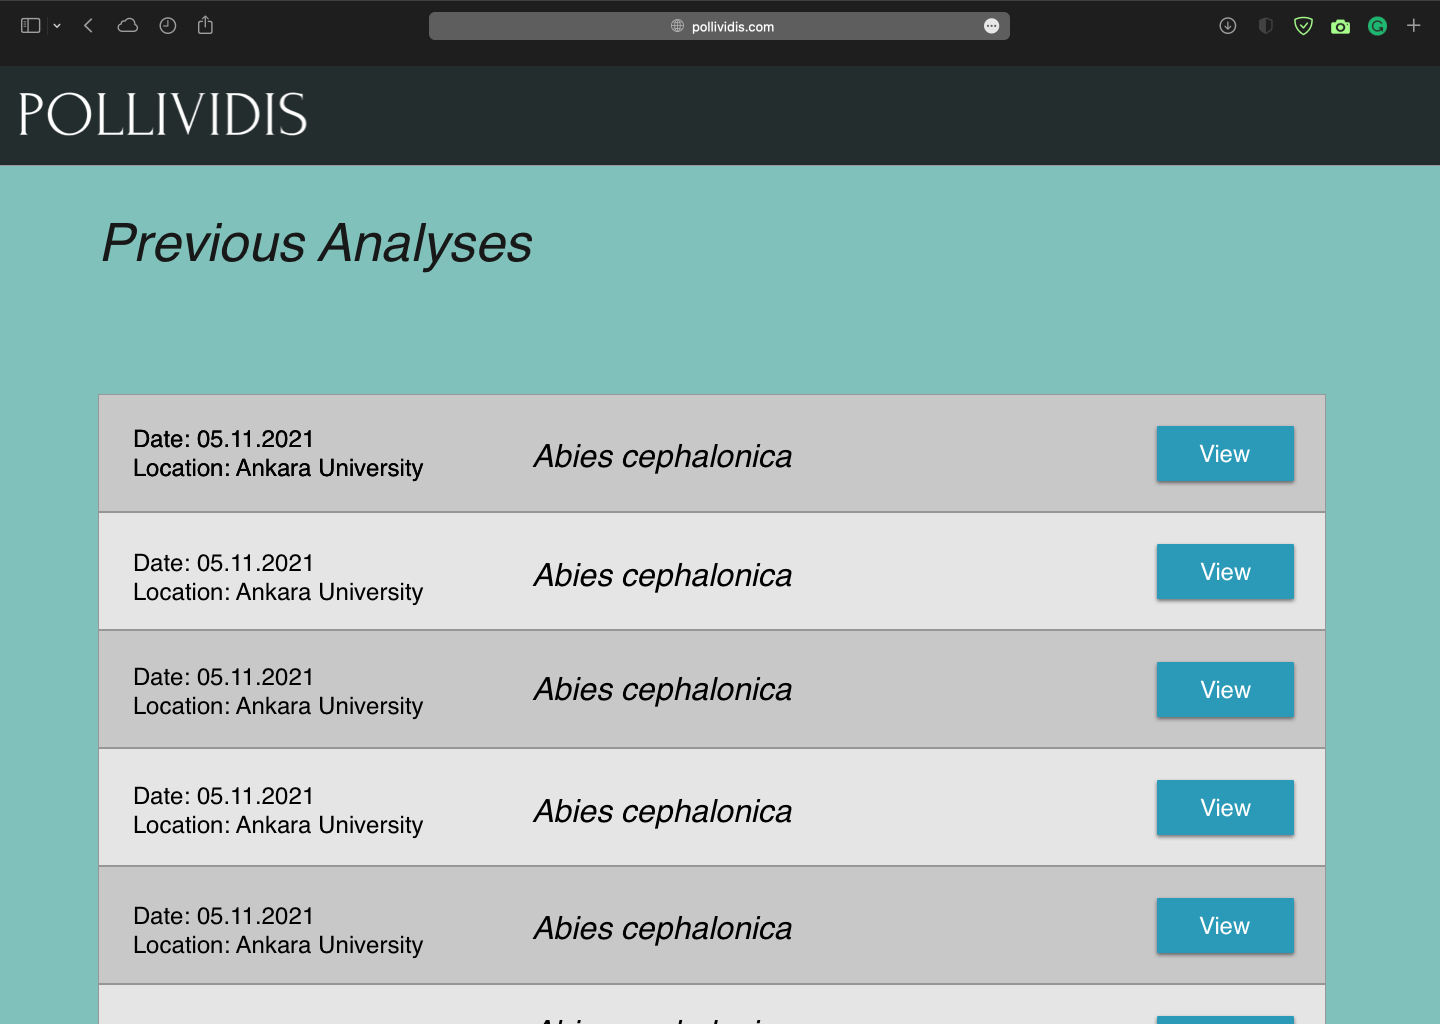 pollividis.com
POLLIVIDIS
Previous Analyses
Date: 05.11.2021
Location: Ankara University
Abies cephalonica
View
Date: 05.11.2021
Location: Ankara University
Abies cephalonica
View
Date: 05.11.2021
Location: Ankara University
Abies cephalonica
View
Date: 05.11.2021
Location: Ankara University
Abies cephalonica
View
Date: 05.11.2021
Location: Ankara University
Abies cephalonica
View